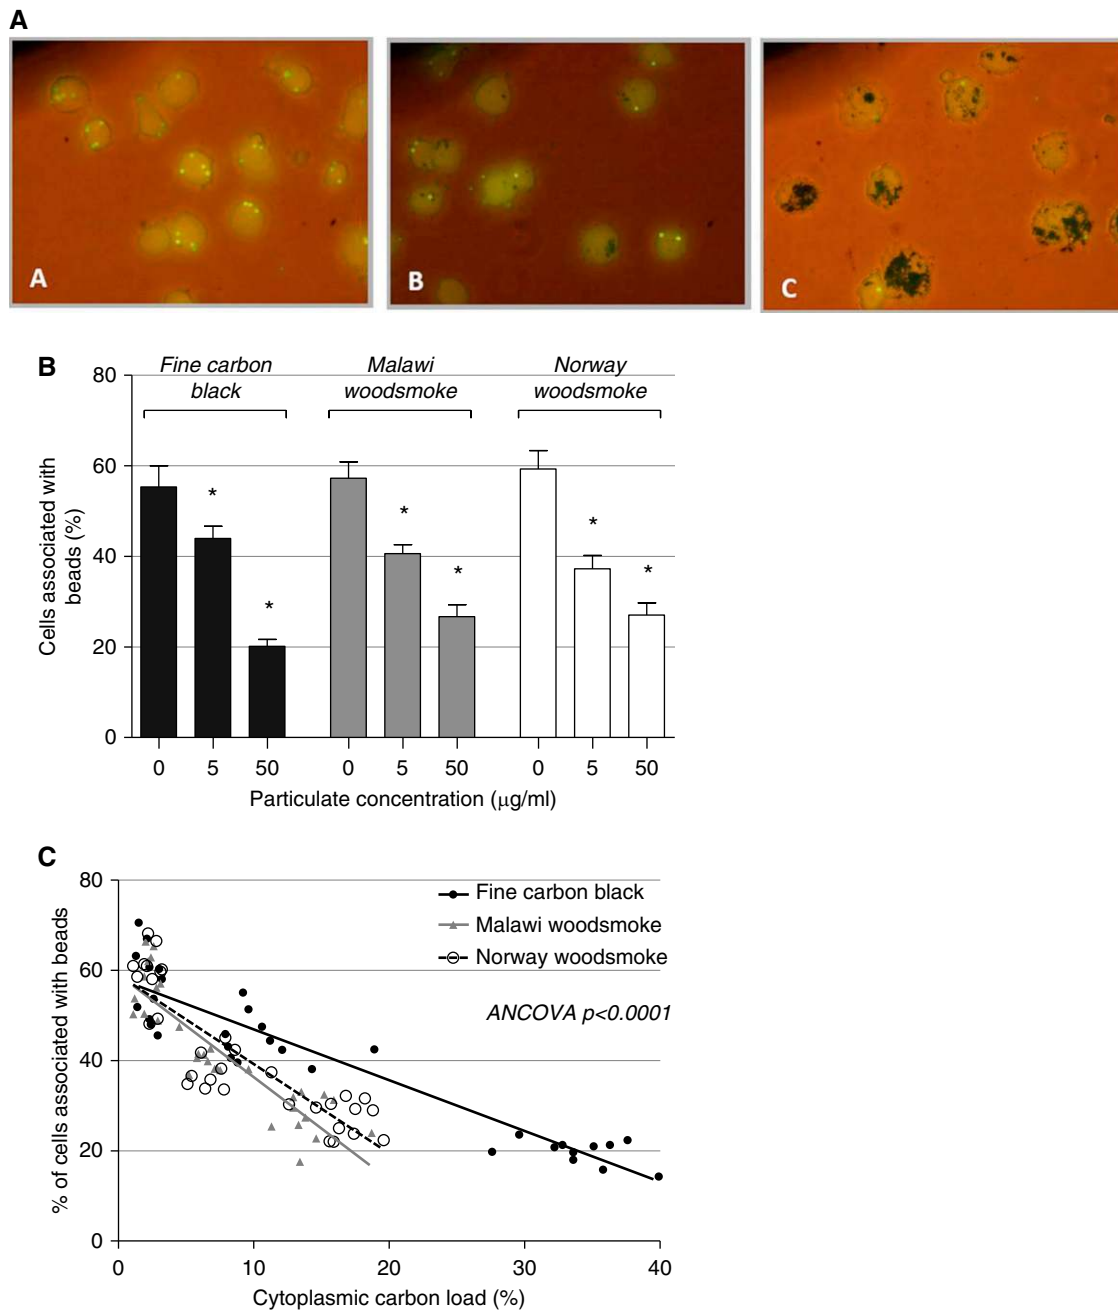 A
A
B
C
B
Fine carbon
black
Malawi
woodsmoke
Norway
woodsmoke
80
60
40
20
0
Cells associated with
beads (%)
*
*
*
*
*
*
0 5 50 0 5 50 0 5 50
Particulate concentration (μg/ml)
C
80
60
40
20
0
% of cells associated with beads
Fine carbon black
Malawi woodsmoke
Norway woodsmoke
ANCOVA p<0.0001
0 10 20 30 40
Cytoplasmic carbon load (%)